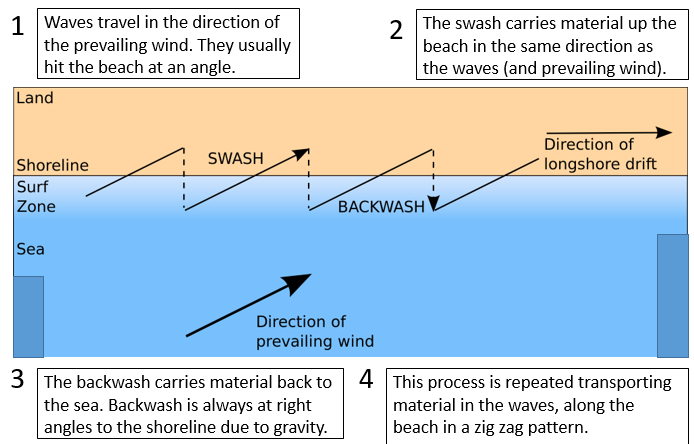 1
Waves travel in the direction of
the prevailing wind. They usually
hit the beach at an angle.
2
The swash carries material up the
beach in the same direction as
the waves (and prevailing wind).
Land
SWASH
Direction of
longshore drift
Shoreline
Surf
Zone
BACKWASH
Sea
Direction of
prevailing wind
3
The backwash carries material back to
the sea. Backwash is always at right
angles to the shoreline due to gravity.
4
This process is repeated transporting
material in the waves, along the
beach in a zig zag pattern.